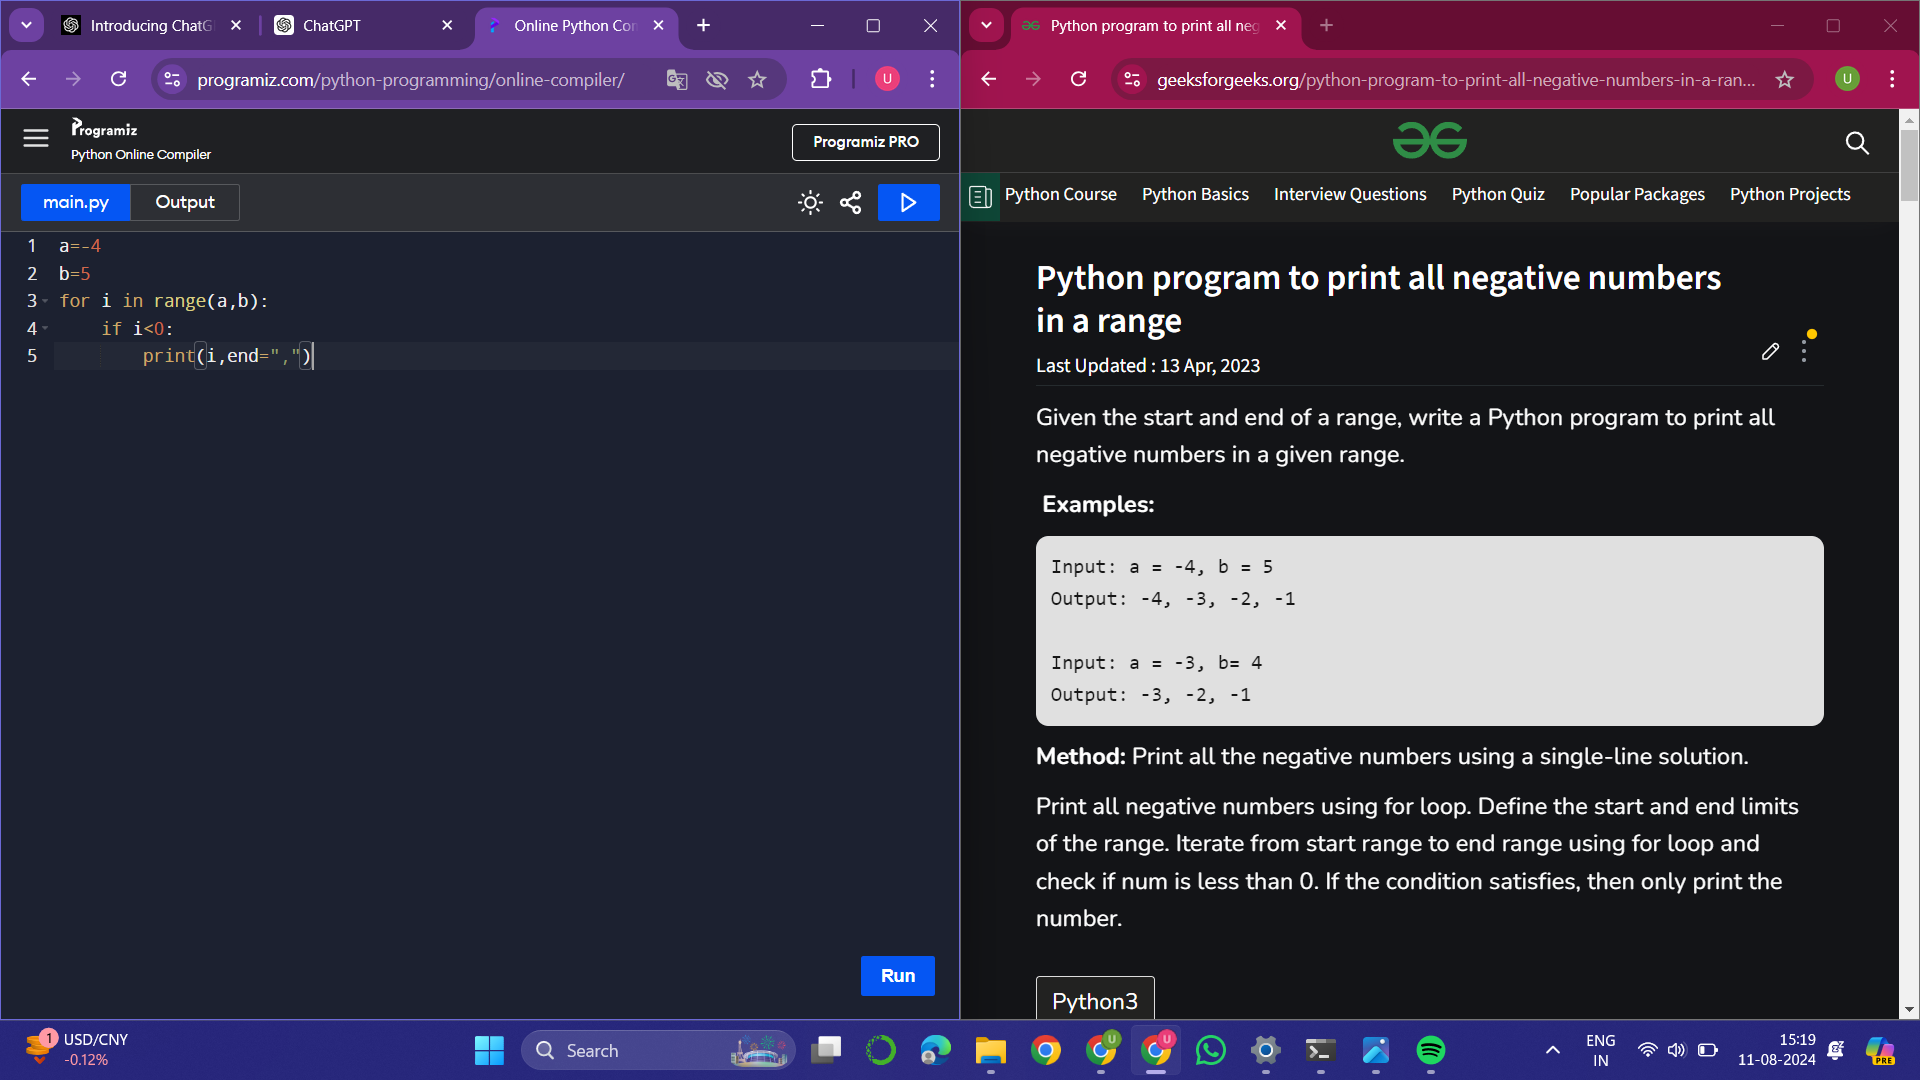 Introducing ChatG
ChatGPT
Online Python Con
programiz.com/python-programming/online-compiler/
U
Programiz
Python Online Compiler
Programiz PRO
main.py
Output
1 a=-4
2 b=5
3 for i in range(a,b):
4 if i<0:
5 print(i,end=",")
Run
Python program to print all neg
geeksforgeeks.org/python-program-to-print-all-negative-numbers-in-a-ran...
U
Python Course
Python Basics
Interview Questions
Python Quiz
Popular Packages
Python Projects
Python program to print all negative numbers
in a range
Last Updated : 13 Apr, 2023
Given the start and end of a range, write a Python program to print all
negative numbers in a given range.
Examples:
Input: a = -4, b = 5
Output: -4, -3, -2, -1
Input: a = -3, b= 4
Output: -3, -2, -1
Method: Print all the negative numbers using a single-line solution.
Print all negative numbers using for loop. Define the start and end limits
of the range. Iterate from start range to end range using for loop and
check if num is less than 0. If the condition satisfies, then only print the
number.
Python3
1
USD/CNY
-0.12%
Search
U
U
ENG
IN
15:19
11-08-2024
PRE